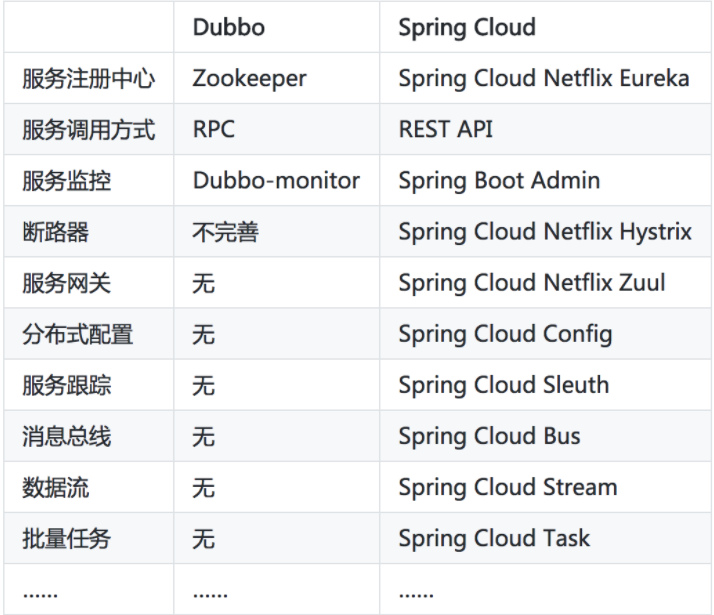 Dubbo Spring Cloud
服务注册中心 Zookeeper Spring Cloud Netflix Eureka
服务调用方式 RPC REST API
服务监控 Dubbo-monitor Spring Boot Admin
断路器 不完善 Spring Cloud Netflix Hystrix
服务网关 无 Spring Cloud Netflix Zuul
分布式配置 无 Spring Cloud Config
服务跟踪 无 Spring Cloud Sleuth
消息总线 无 Spring Cloud Bus
数据流 无 Spring Cloud Stream
批量任务 无 Spring Cloud Task
…… …… ……